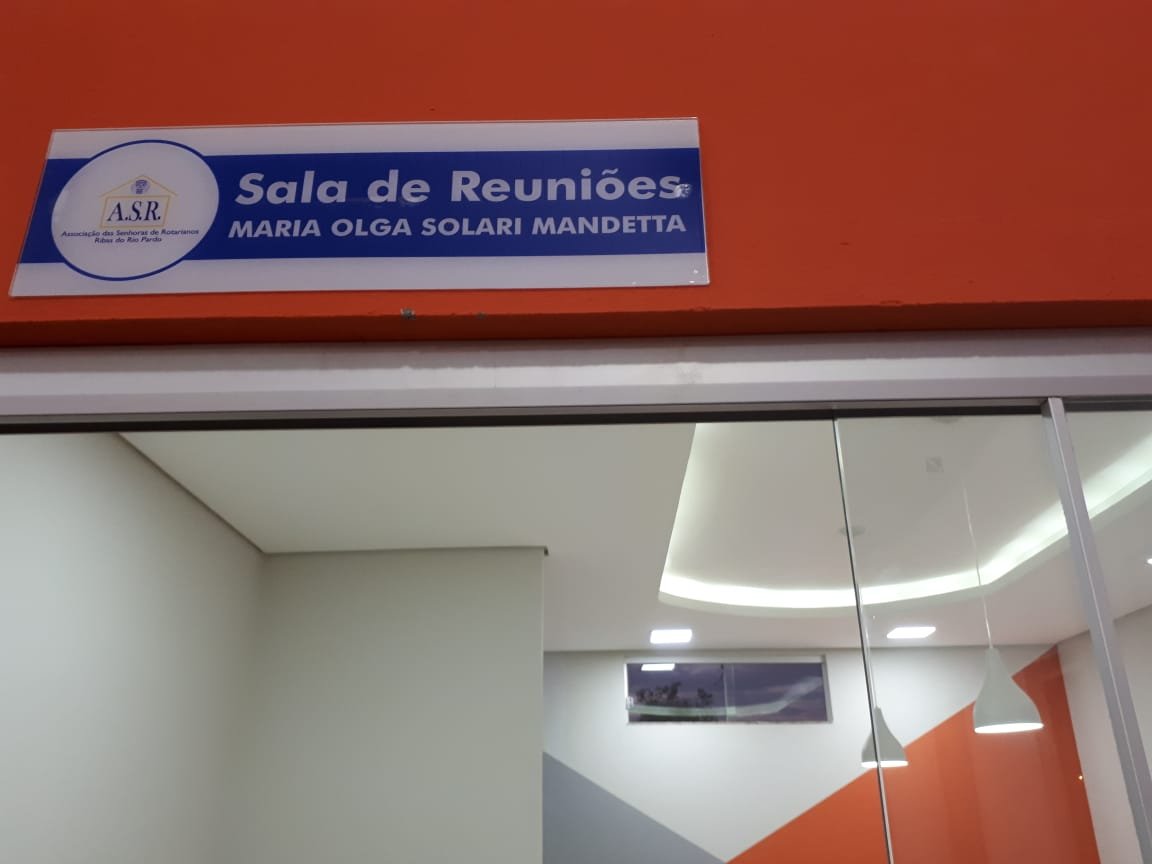 Sala de Reuniões
MARIA OLGA SOLARI MANDETTA
A.S.R.
Associação das Senhoras de Rotarianos
Ribas do Rio Pardo